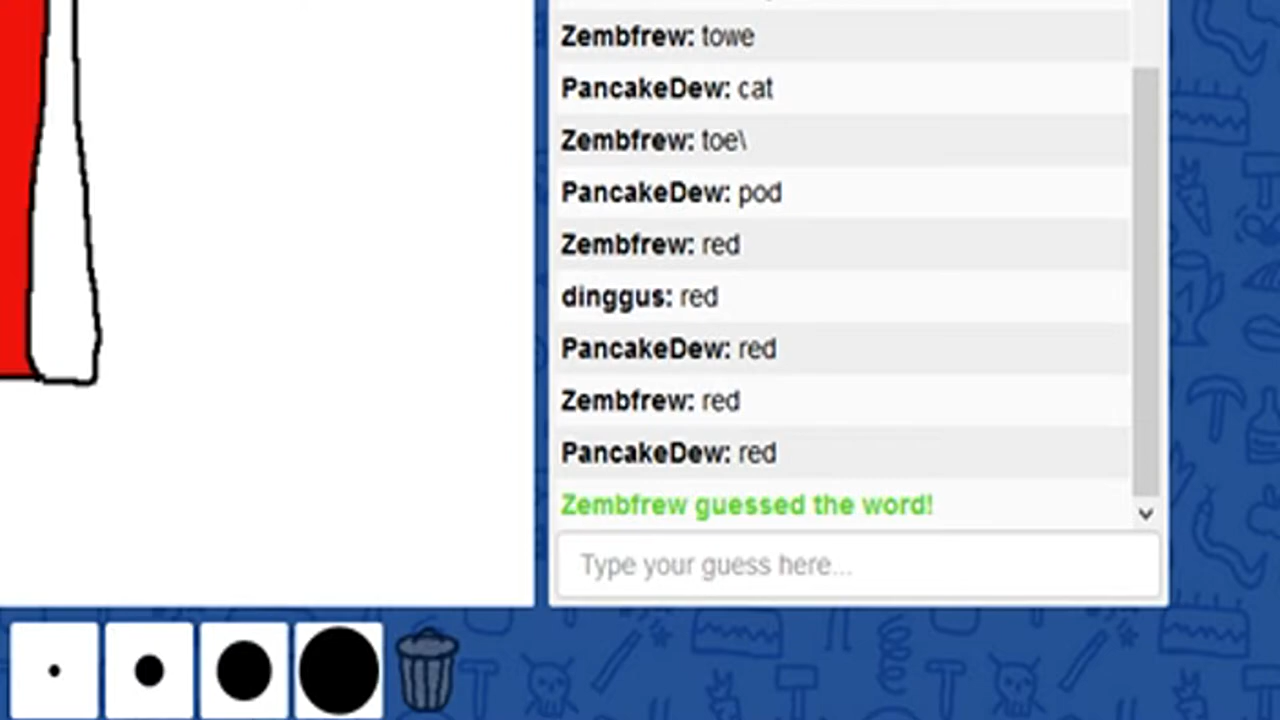 Zembfrew: towe
PancakeDew: cat
Zembfrew: toe\
PancakeDew: pod
Zembfrew: red
dinggus: red
PancakeDew: red
Zembfrew: red
PancakeDew: red
Zembfrew guessed the word!
Type your guess here...